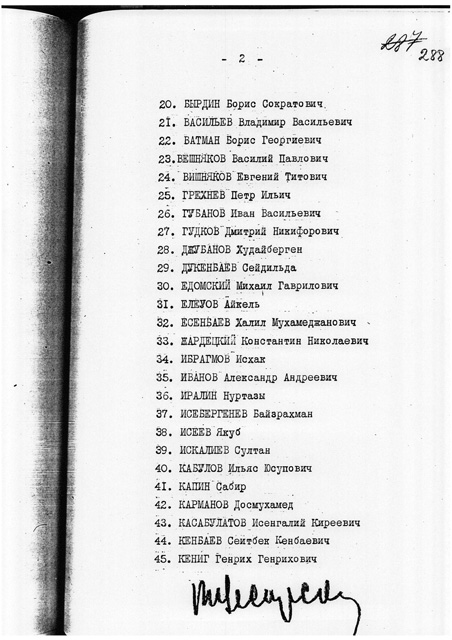 287
288
- 2 -
20. БЫРДИН Борис Сократович
21. ВАСИЛЬЕВ Владимир Васильевич
22. ВАТМАН Борис Георгиевич
23. ВЕШНЯКОВ Василий Павлович
24. ВИШНЯКОВ Евгений Титович
25. ГРЕХНЕВ Петр Ильич
26. ГУБАНОВ Иван Васильевич
27. ГУДКОВ Дмитрий Никифорович
28. ДЖУБАНОВ Худайберген
29. ДУКЕНБАЕВ Сейдильда
30. ЕДОМСКИЙ Михаил Гаврилович
31. ЕЛЕУОВ Айкель
32. ЕСЕНБАЕВ Халил Мухамеджанович
33. ЖАРДЕЦКИЙ Константин Николаевич
34. ИБРАГМОВ Исхак
35. ИВАНОВ Александр Андреевич
36. ИРАЛИН Нуртазы
37. ИСЕБЕРГЕНЕВ Байзрахман
38. ИСЕЕВ Якуб
39. ИСКАЛИЕВ Султан
40. КАБУЛОВ Ильяс Юсупович
41. КАПИН Сабир
42. КАРМАНОВ Досмухамед
43. КАСАБУЛАТОВ Исенгалий Киреевич
44. КЕНБАЕВ Сеитбек Кенбаевич
45. КЕНИГ Генрих Генрихович